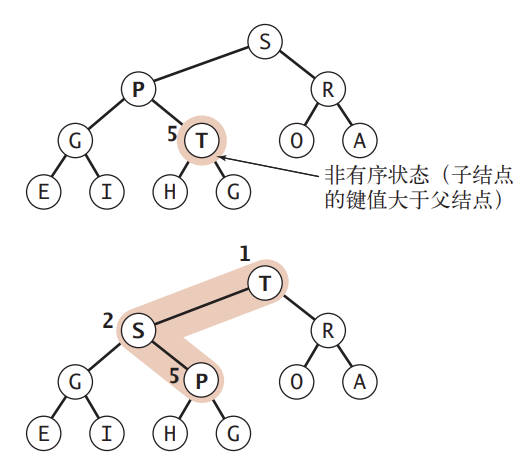 S
P R
G 5 T O A
E I H G
非有序状态（子结点
的键值大于父结点）
1
T
2 S R
G 5 P O A
E I H G